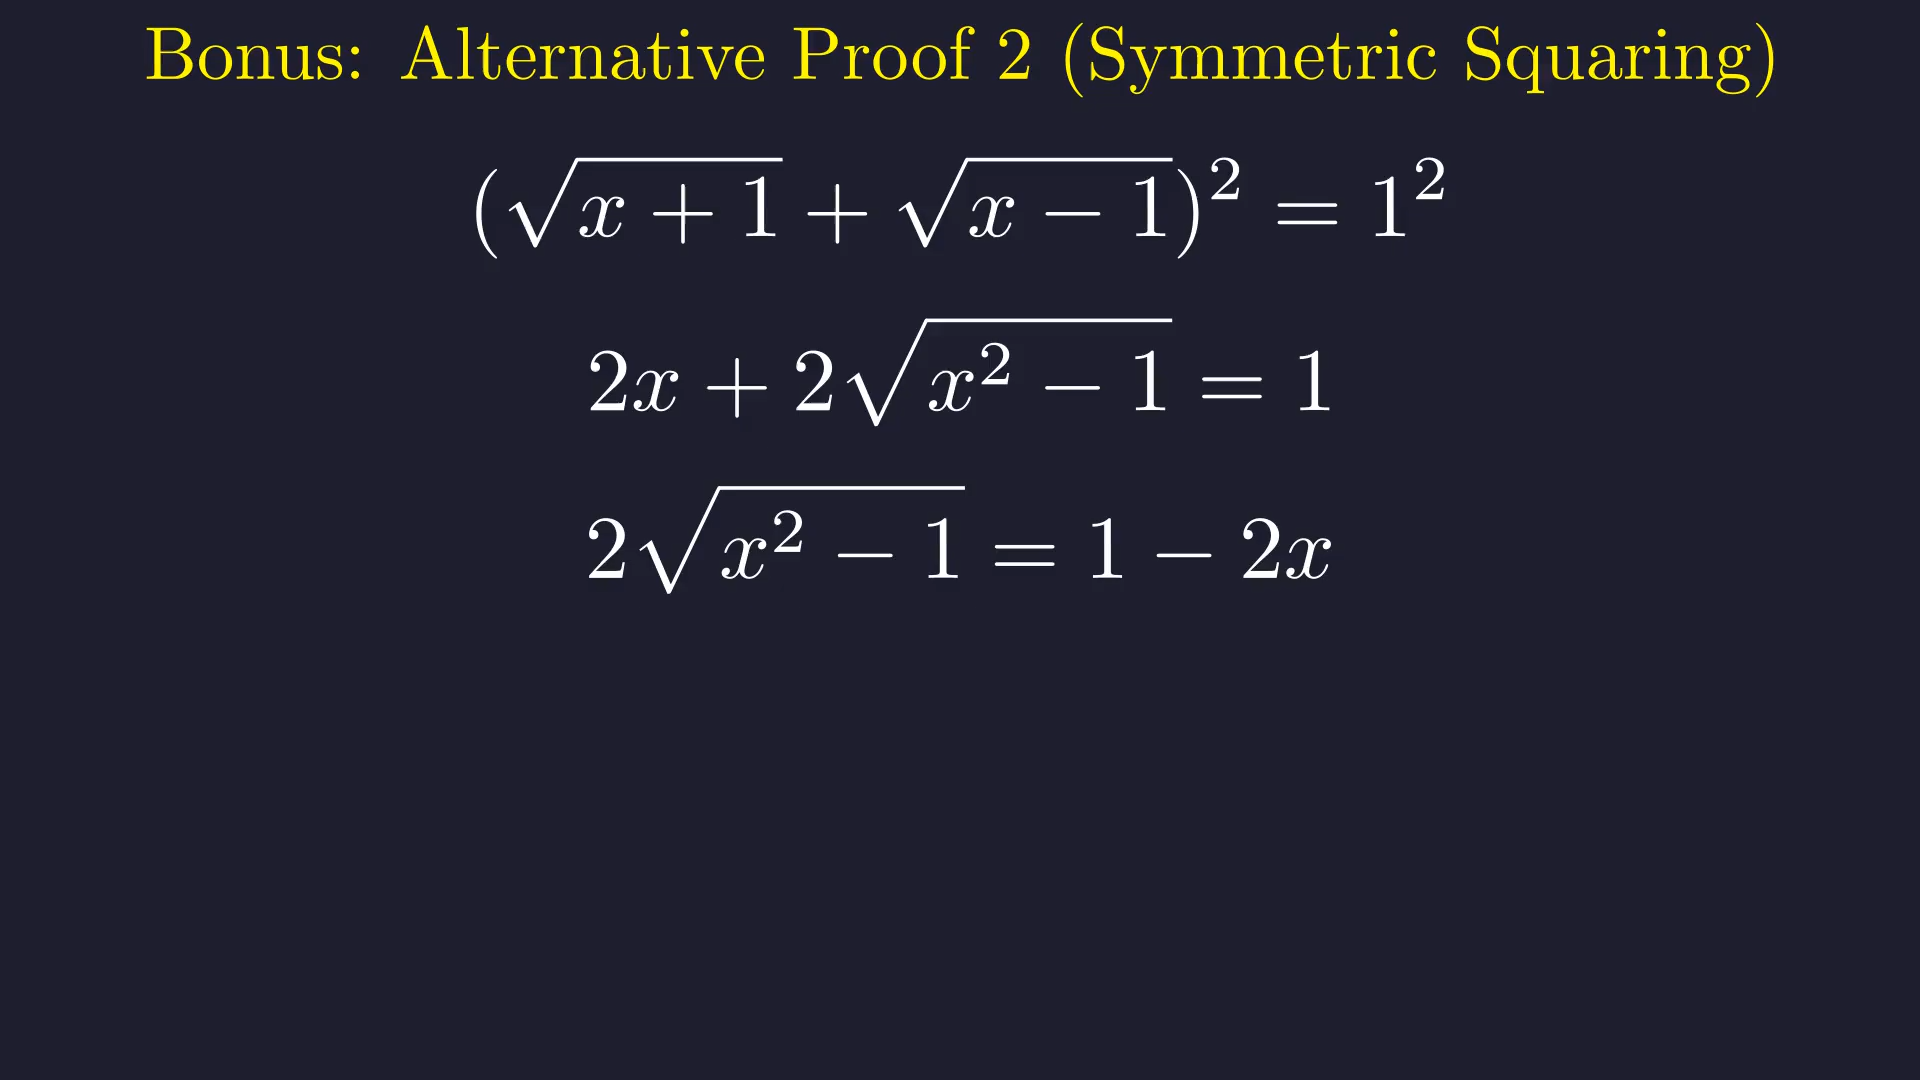 Bonus: Alternative Proof 2 (Symmetric Squaring)
(√(x + 1) + √(x − 1))² = 1²
2x + 2√(x² − 1) = 1
2√(x² − 1) = 1 − 2x